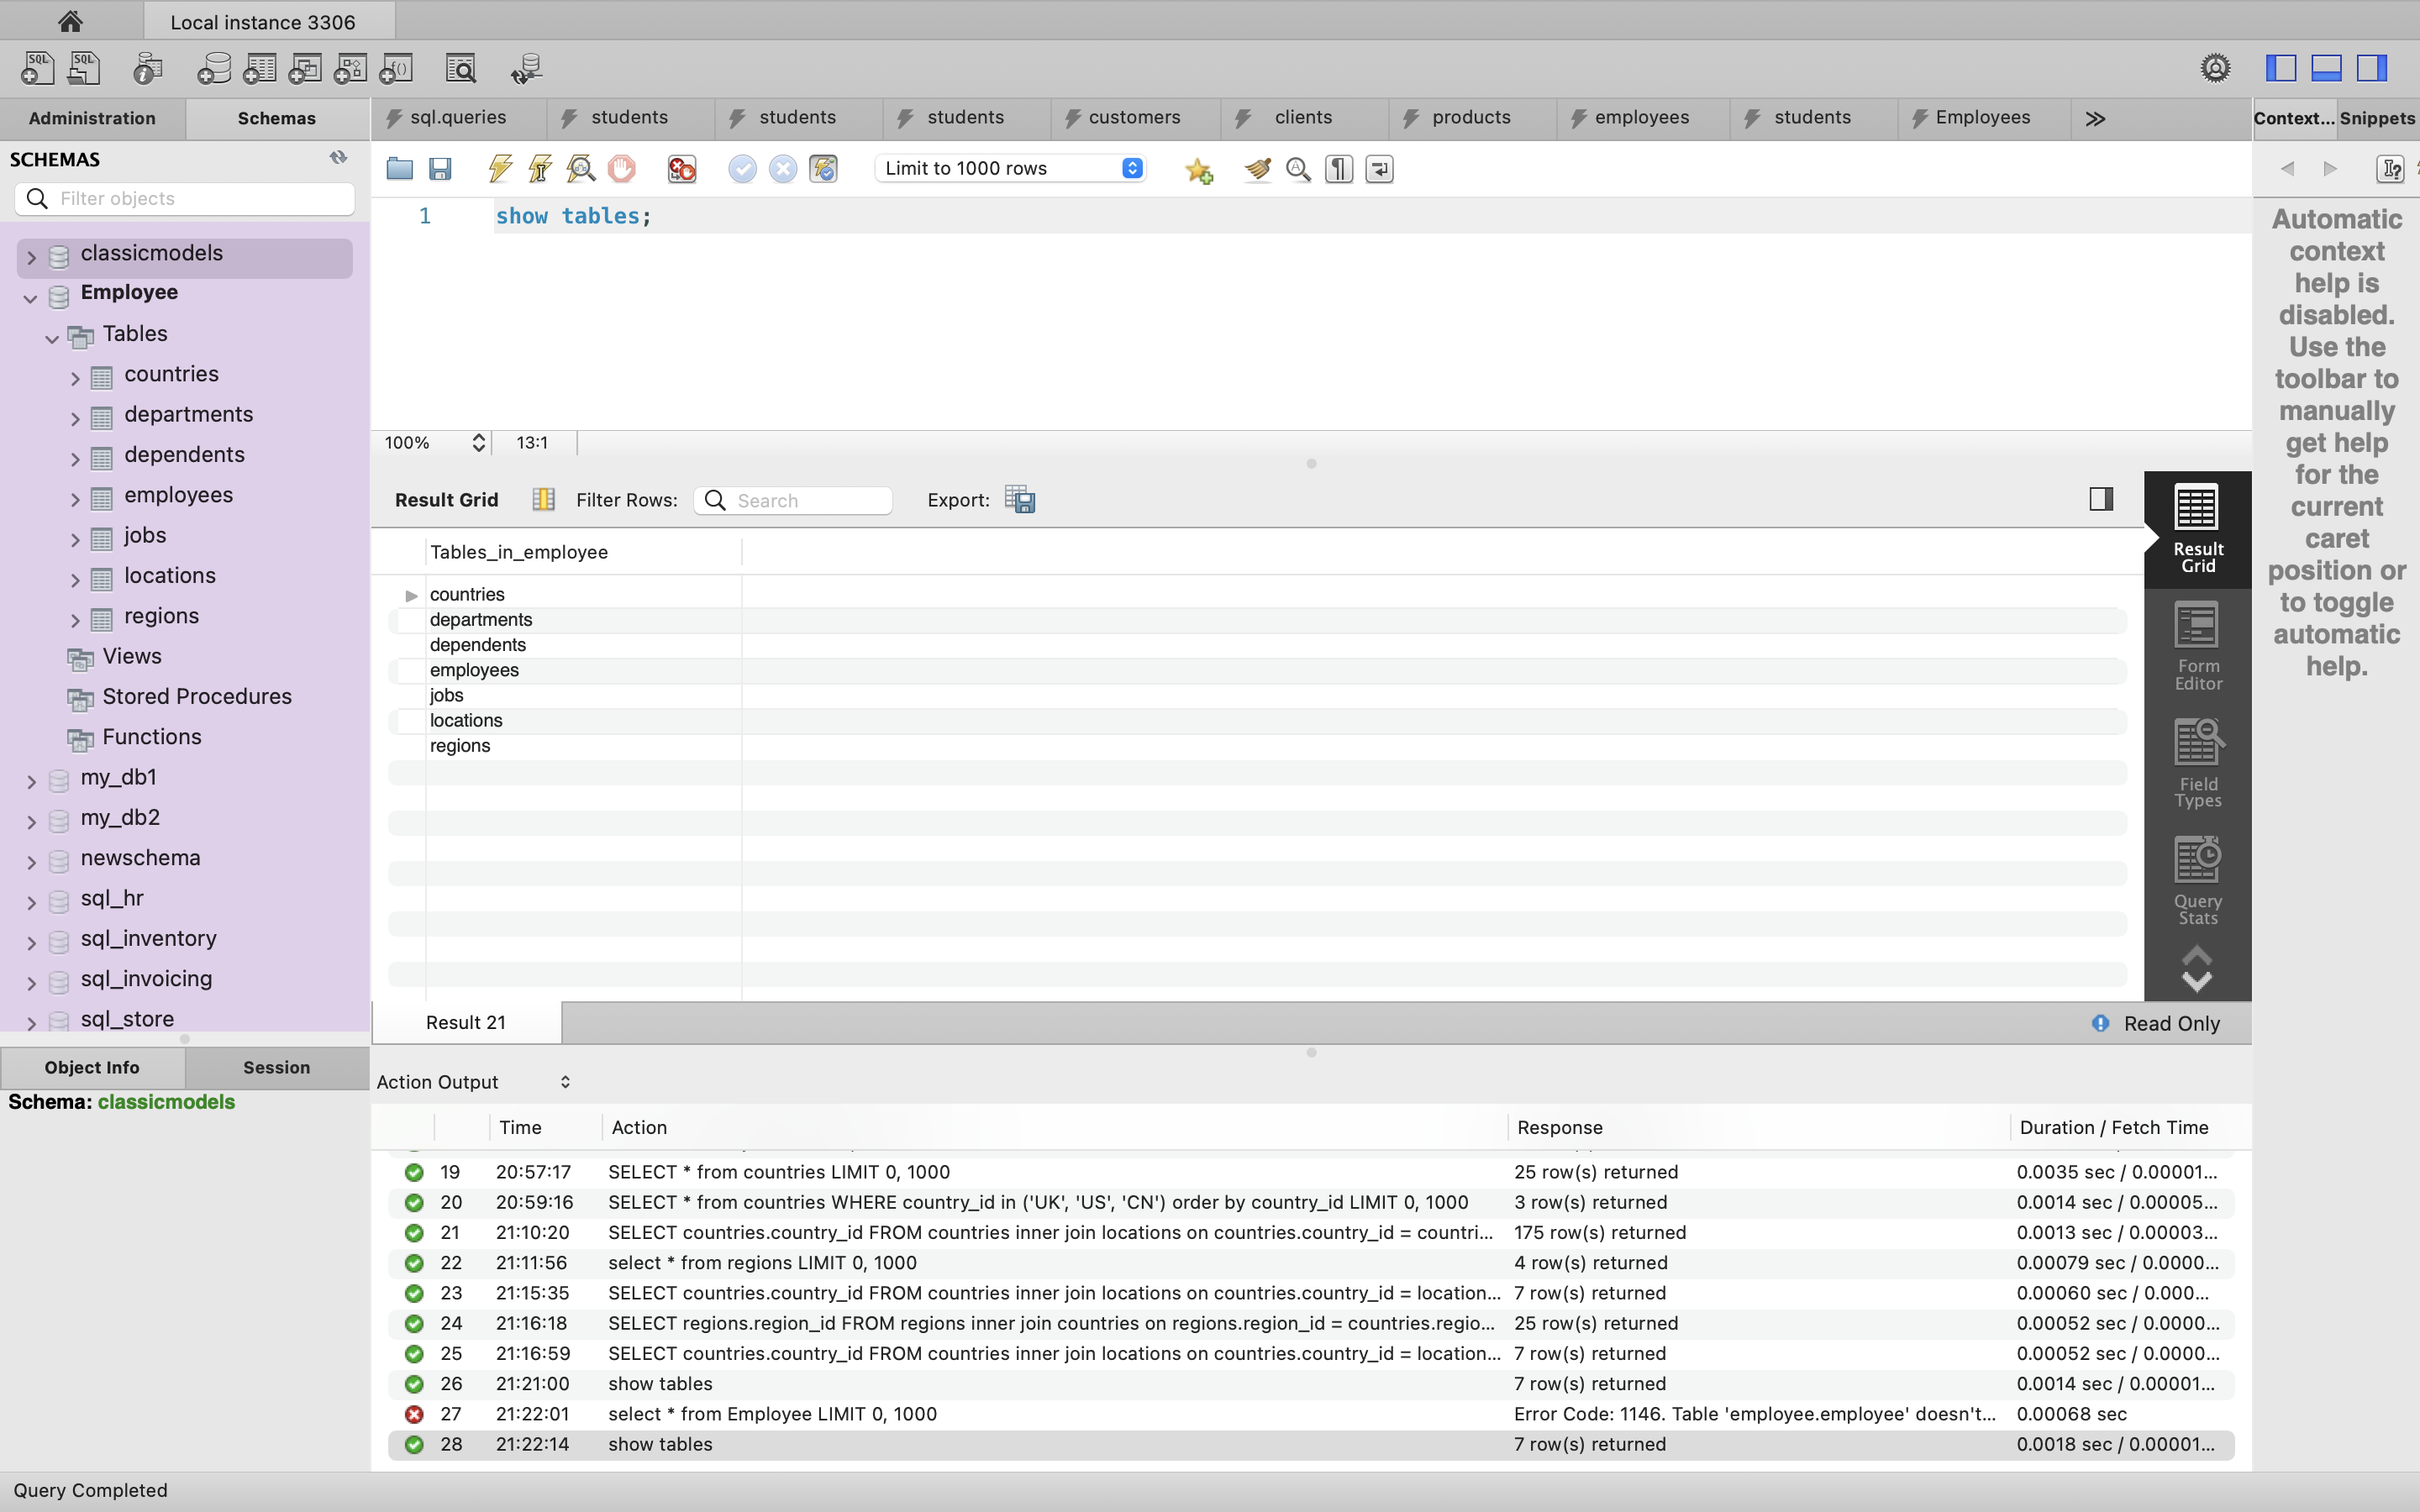 Local instance 3306
Administration
Schemas
sql.queries
students
students
students
customers
clients
products
employees
students
Employees
Context...
Snippets
SCHEMAS
Filter objects
classicmodels
Employee
Tables
countries
departments
dependents
employees
jobs
locations
regions
Views
Stored Procedures
Functions
my_db1
my_db2
newschema
sql_hr
sql_inventory
sql_invoicing
sql_store
Object Info
Session
Schema: classicmodels
Limit to 1000 rows
1 show tables;
100% 13:1
Result Grid
Filter Rows:
Search
Export:
Tables_in_employee
countries
departments
dependents
employees
jobs
locations
regions
Result
Grid
Form
Editor
Field
Types
Query
Stats
Result 21
Read Only
Automatic
context
help is
disabled.
Use the
toolbar to
manually
get help
for the
current
caret
position or
to toggle
automatic
help.
Action Output
Time Action Response Duration / Fetch Time
19 20:57:17 SELECT * from countries LIMIT 0, 1000 25 row(s) returned 0.0035 sec / 0.00001...
20 20:59:16 SELECT * from countries WHERE country_id in ('UK', 'US', 'CN') order by country_id LIMIT 0, 1000 3 row(s) returned 0.0014 sec / 0.00005...
21 21:10:20 SELECT countries.country_id FROM countries inner join locations on countries.country_id = countri... 175 row(s) returned 0.0013 sec / 0.00003...
22 21:11:56 select * from regions LIMIT 0, 1000 4 row(s) returned 0.00079 sec / 0.0000...
23 21:15:35 SELECT countries.country_id FROM countries inner join locations on countries.country_id = location... 7 row(s) returned 0.00060 sec / 0.000...
24 21:16:18 SELECT regions.region_id FROM regions inner join countries on regions.region_id = countries.regio... 25 row(s) returned 0.00052 sec / 0.0000...
25 21:16:59 SELECT countries.country_id FROM countries inner join locations on countries.country_id = location... 7 row(s) returned 0.00052 sec / 0.0000...
26 21:21:00 show tables 7 row(s) returned 0.0014 sec / 0.00001...
27 21:22:01 select * from Employee LIMIT 0, 1000 Error Code: 1146. Table 'employee.employee' doesn't... 0.00068 sec
28 21:22:14 show tables 7 row(s) returned 0.0018 sec / 0.00001...
Query Completed